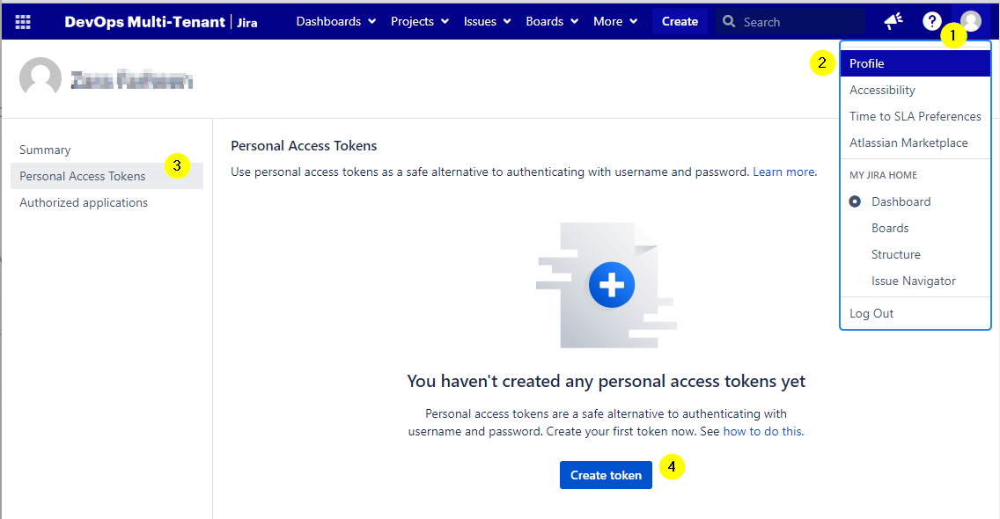 DevOps Multi-Tenant | Jira Dashboards Projects Issues Boards More Create Search ?
1
2
Profile
Accessibility
Time to SLA Preferences
Atlassian Marketplace
MY JIRA HOME
Dashboard
Boards
Structure
Issue Navigator
Log Out
Summary
Personal Access Tokens
3
Authorized applications
Personal Access Tokens
Use personal access tokens as a safe alternative to authenticating with username and password. Learn more.
You haven't created any personal access tokens yet
Personal access tokens are a safe alternative to authenticating with
username and password. Create your first token now. See how to do this.
Create token
4